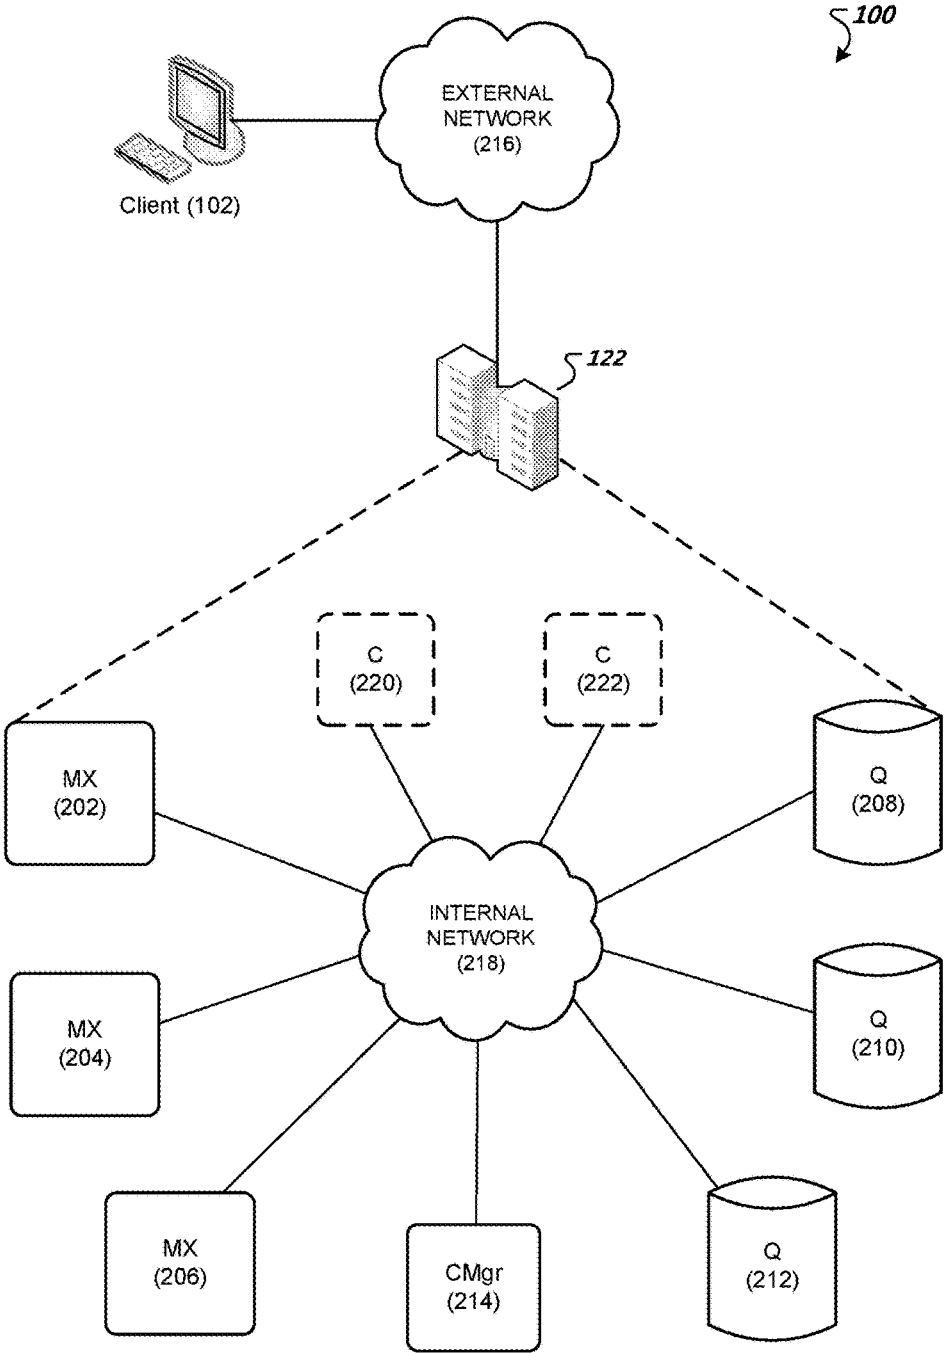 100
EXTERNAL
NETWORK
(216)
Client (102)
122
C
(220)
C
(222)
MX
(202)
Q
(208)
INTERNAL
NETWORK
(218)
MX
(204)
Q
(210)
MX
(206)
CMgr
(214)
Q
(212)